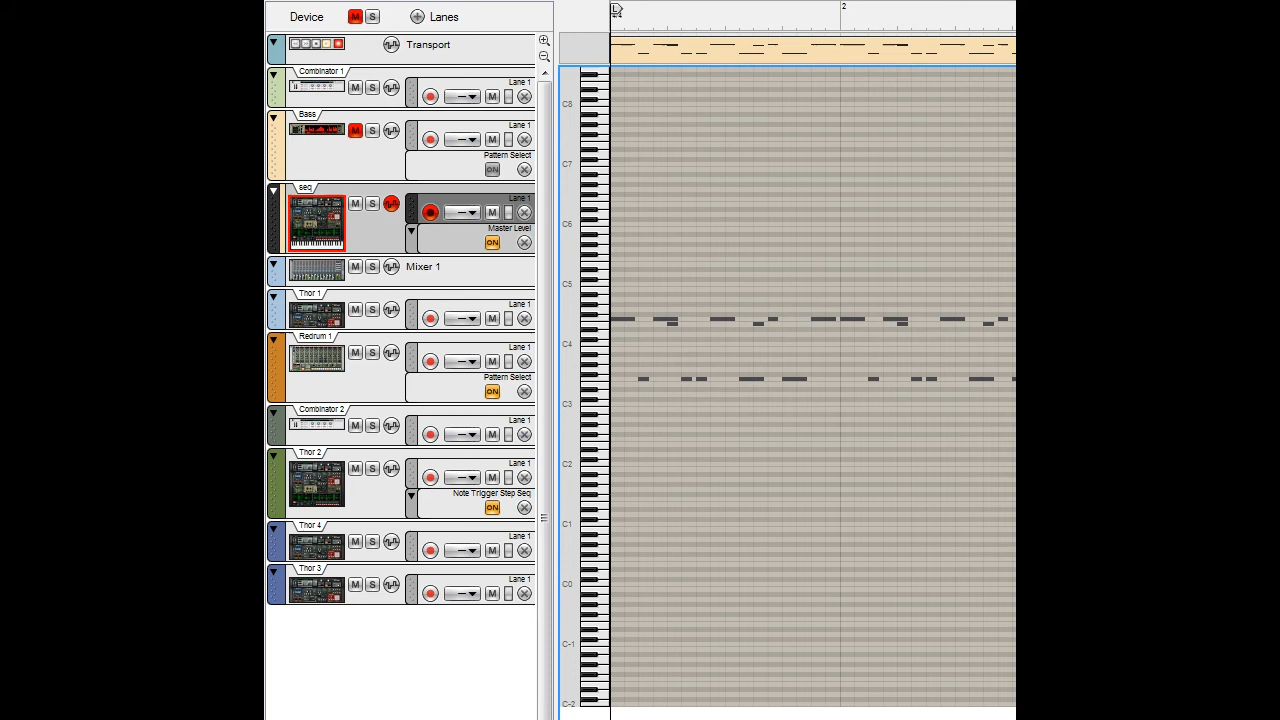 Device M S Lanes
2
4/4
Transport
Combinator 1
Lane 1
M S M
Bass
Lane 1
M S M
Pattern Select
ON
seq
Lane 1
M S M
Master Level
ON
M S Mixer 1
Thor 1
Lane 1
M S M
Redrum 1
Lane 1
M S M
Pattern Select
ON
Combinator 2
Lane 1
M S M
Thor 2
Lane 1
M S M
Note Trigger Step Seq
ON
Thor 4
Lane 1
M S M
Thor 3
Lane 1
M S M
C8
C7
C6
C5
C4
C3
C2
C1
C0
C-1
C-2